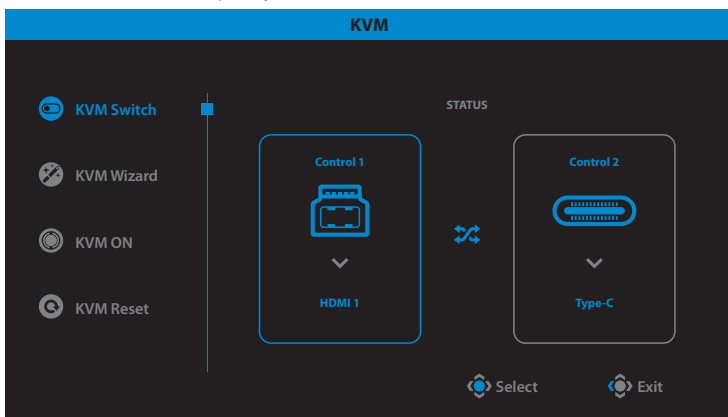 KVM
KVM Switch
KVM Wizard
KVM ON
KVM Reset
STATUS
Control 1
HDMI 1
Control 2
Type-C
Select
Exit